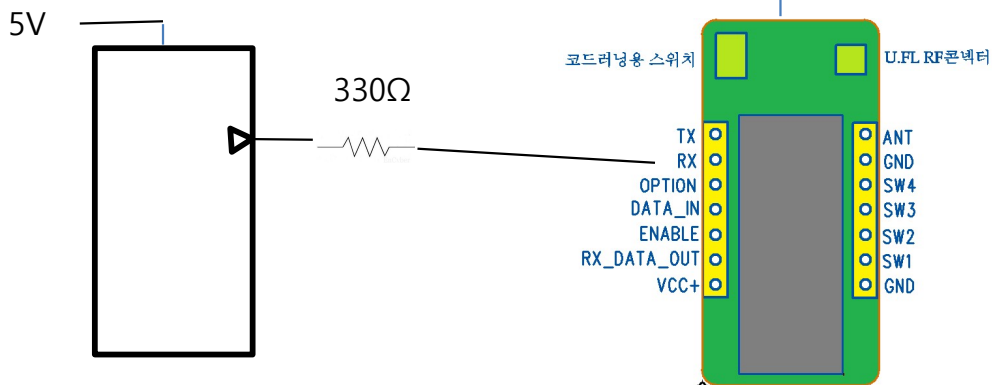 5V
330Ω
코드러닝용 스위치
U.FL RF콘넥터
TX
RX
OPTION
DATA_IN
ENABLE
RX_DATA_OUT
VCC+
ANT
GND
SW4
SW3
SW2
SW1
GND